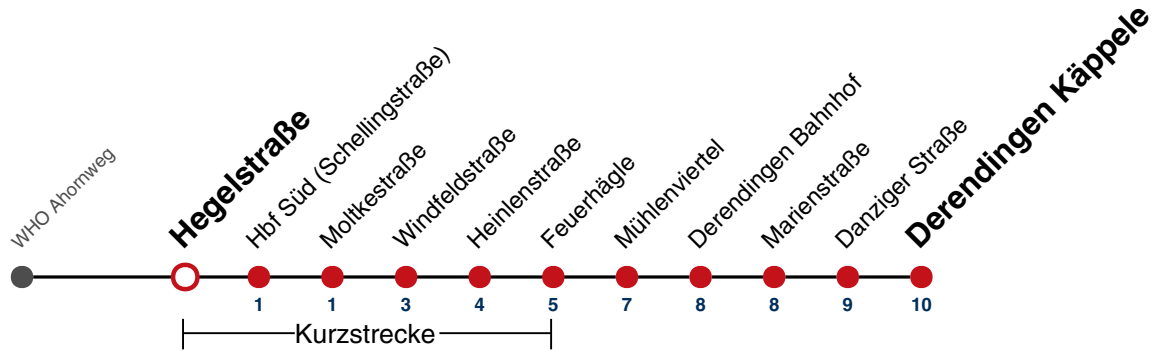 WHO Ahornweg
Hegelstraße
Hbf Süd (Schellingstraße)
Moltkestraße
Windfeldstraße
Heinlenstraße
Feuerhägle
Mühlenviertel
Derendingen Bahnhof
Marienstraße
Danziger Straße
Derendingen Käppele
1 1 3 4 5 7 8 8 9 10
Kurzstrecke